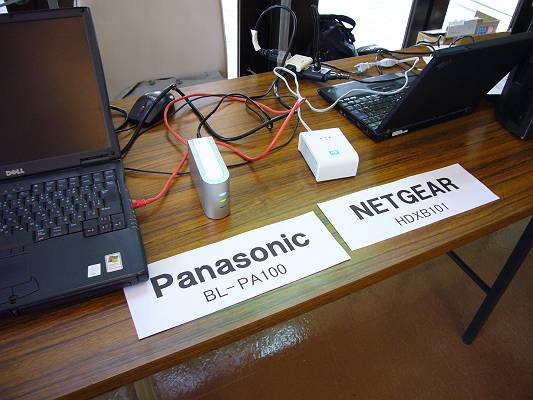 DELL
Panasonic
BL-PA100
NETGEAR
HDXB101